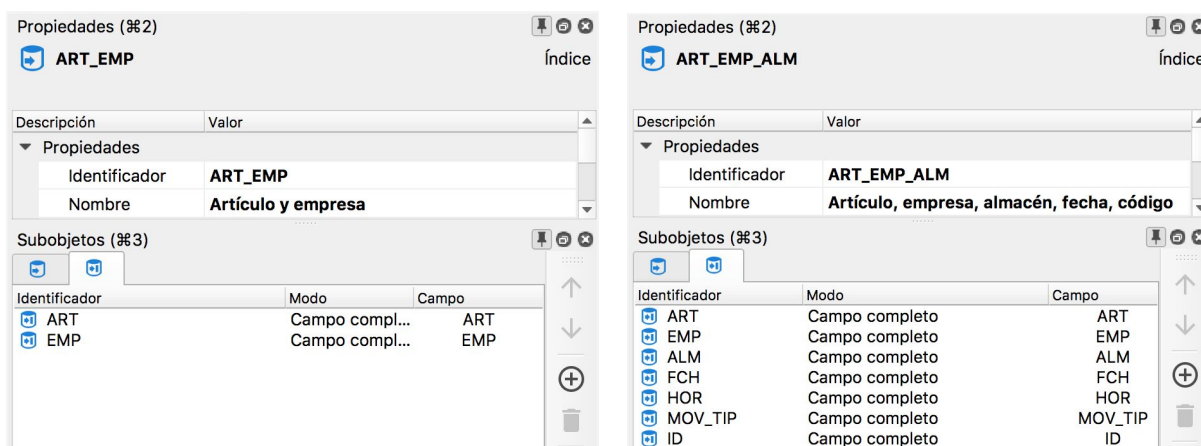 Propiedades (⌘2)
ART_EMP Índice
Descripción Valor
Propiedades
Identificador ART_EMP
Nombre Artículo y empresa
Subobjetos (⌘3)
Identificador Modo Campo
ART Campo compl... ART
EMP Campo compl... EMP
Propiedades (⌘2)
ART_EMP_ALM Índice
Descripción Valor
Propiedades
Identificador ART_EMP_ALM
Nombre Artículo, empresa, almacén, fecha, código
Subobjetos (⌘3)
Identificador Modo Campo
ART Campo completo ART
EMP Campo completo EMP
ALM Campo completo ALM
FCH Campo completo FCH
HOR Campo completo HOR
MOV_TIP Campo completo MOV_TIP
ID Campo completo ID